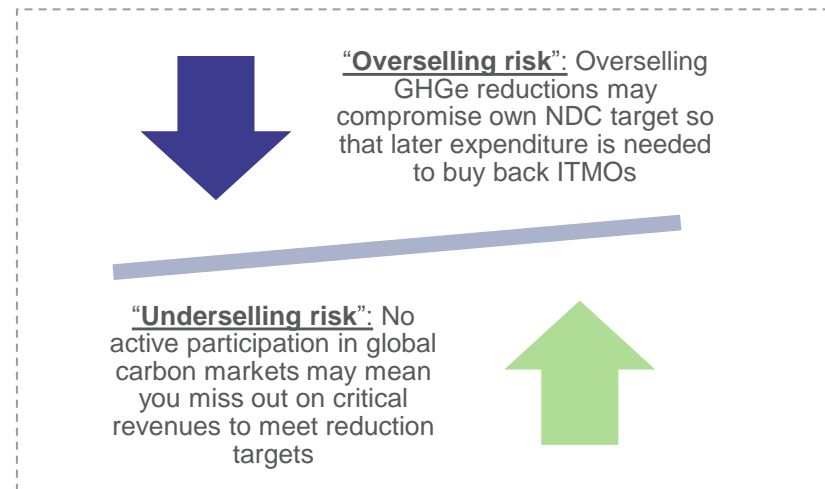 “Overselling risk”: Overselling
GHGe reductions may
compromise own NDC target so
that later expenditure is needed
to buy back ITMOs
“Underselling risk”: No
active participation in global
carbon markets may mean
you miss out on critical
revenues to meet reduction
targets